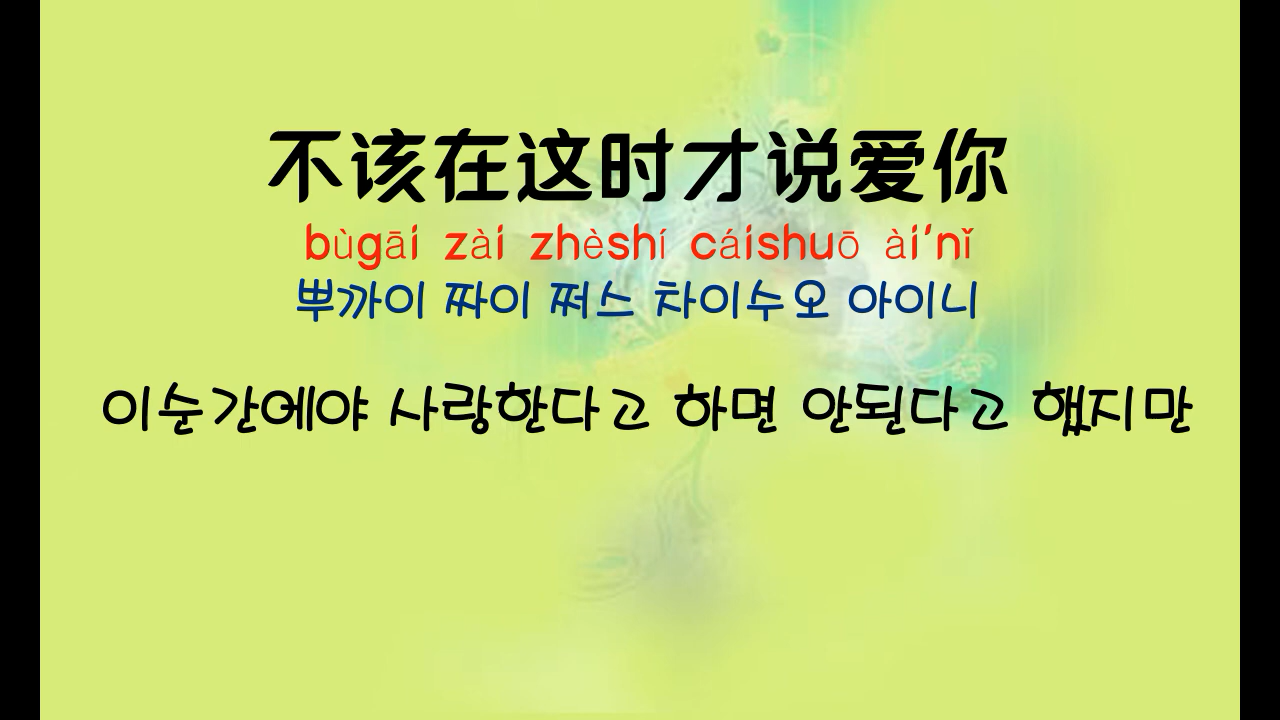 不该在这时才说爱你
bùgāi zài zhèshí cáishuō ài'nǐ
뿌까이 짜이 쩌스 차이수오 아이니
이순간에야 사랑한다고 하면 안된다고 했지만